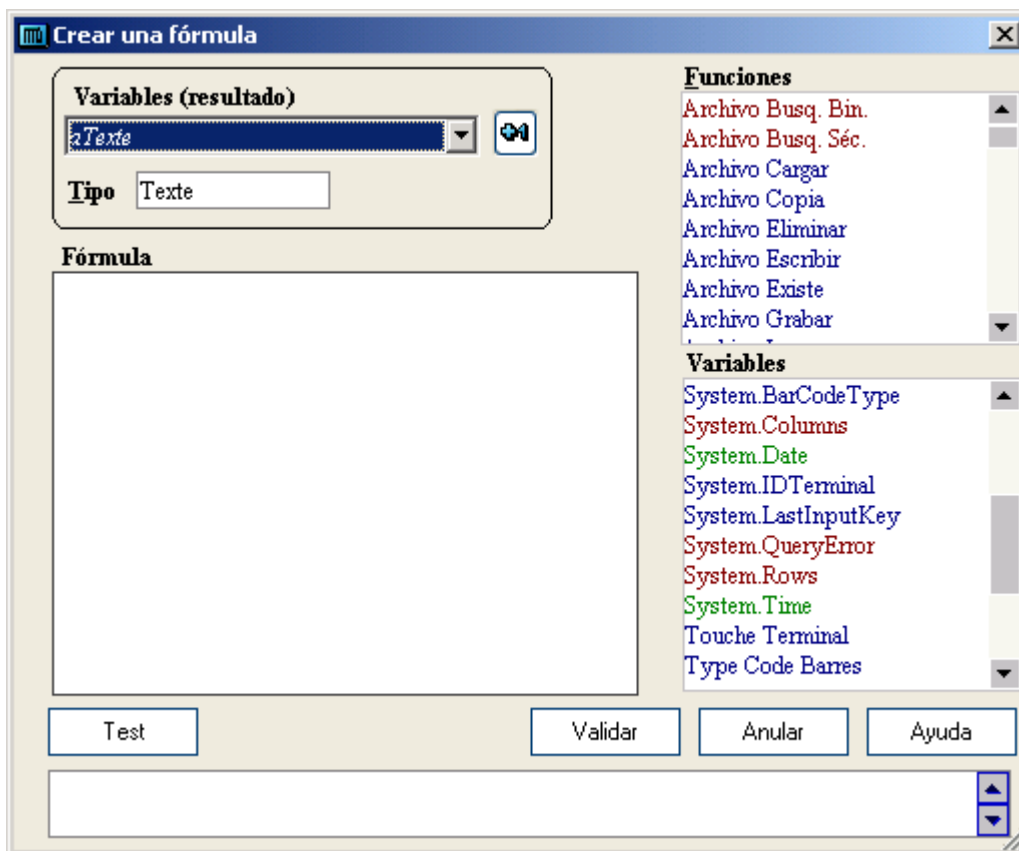 Crear una fórmula
Variables (resultado)
zTexte
Tipo Texte
Fórmula
Funciones
Archivo Busq. Bin.
Archivo Busq. Séc.
Archivo Cargar
Archivo Copia
Archivo Eliminar
Archivo Escribir
Archivo Existe
Archivo Grabar
Variables
System.BarCodeType
System.Columns
System.Date
System.IDTerminal
System.LastInputKey
System.QueryError
System.Rows
System.Time
Touche Terminal
Type Code Barres
Test Validar Anular Ayuda